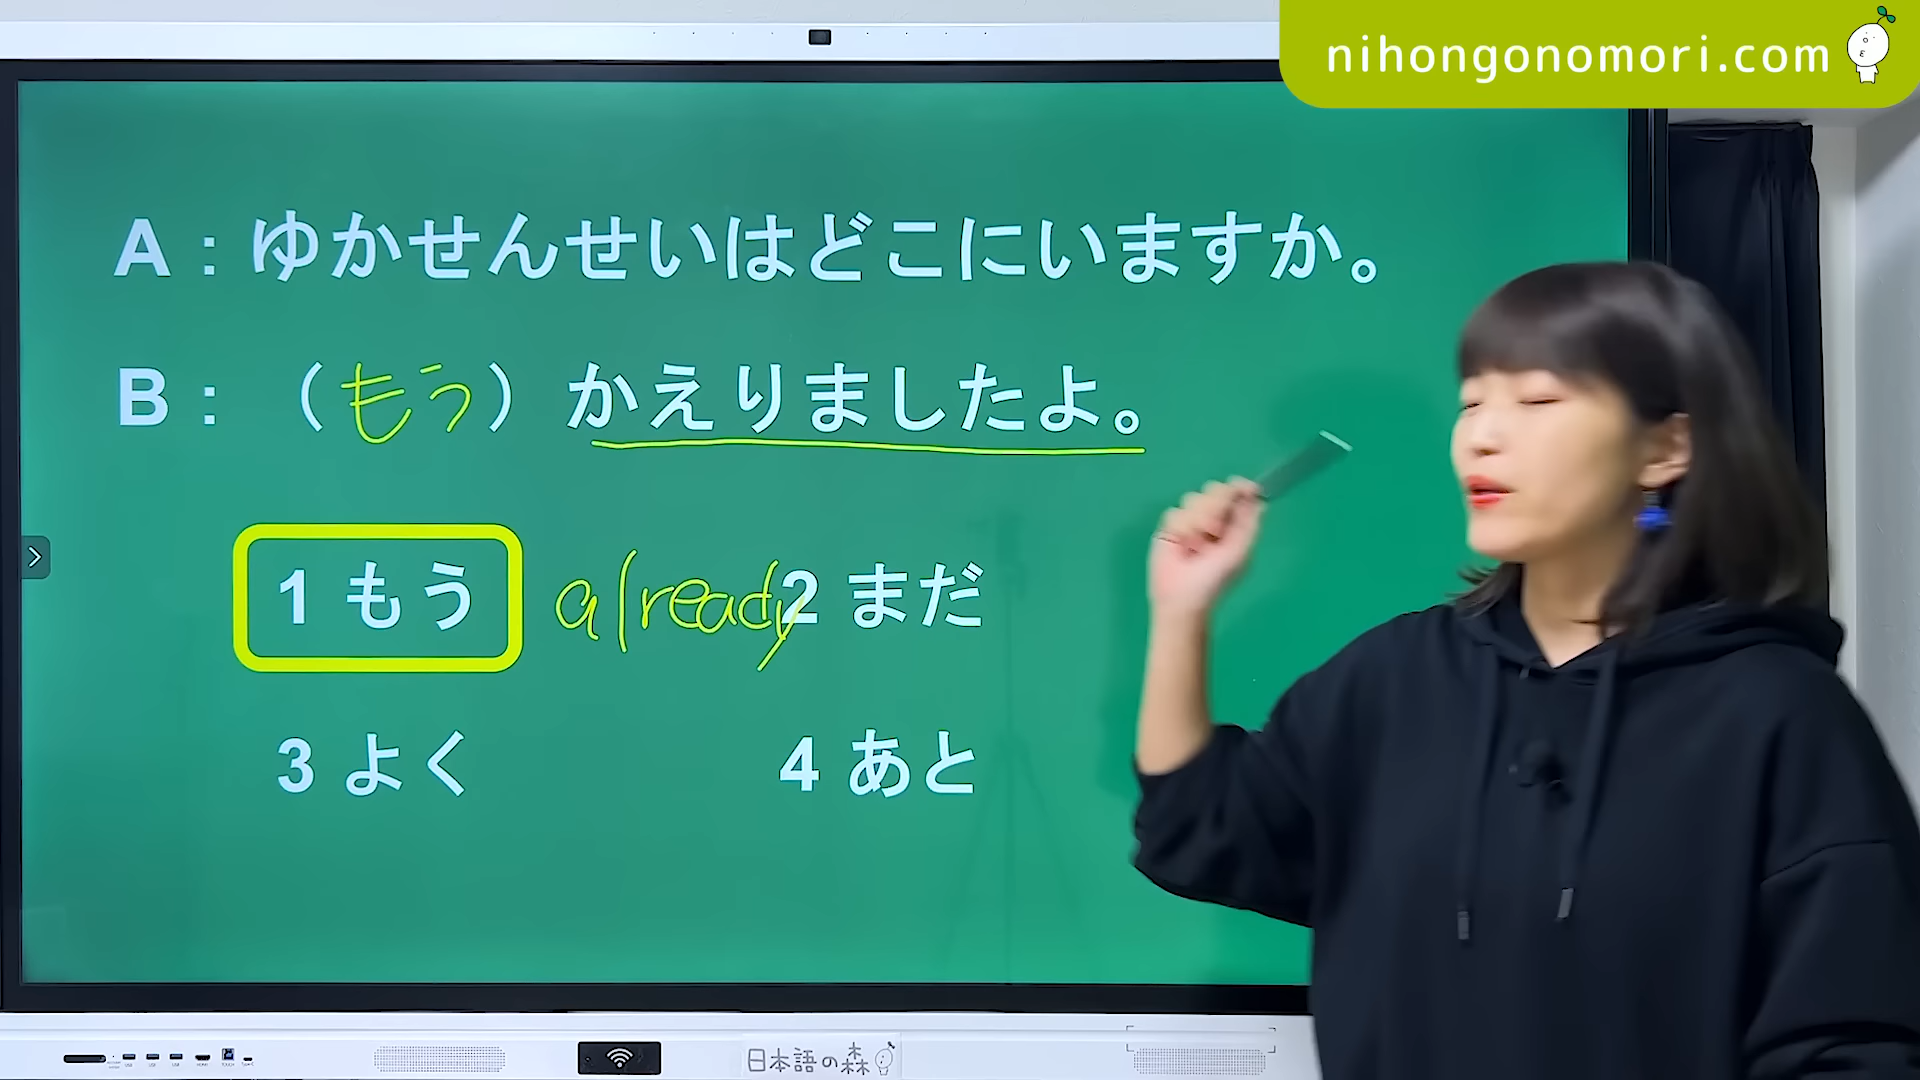 nihongonomori.com
A：ゆかせんせいはどこにいますか。
B：（もう）かえりましたよ。
1 もう already 2 まだ
3 よく 4 あと
日本語の森